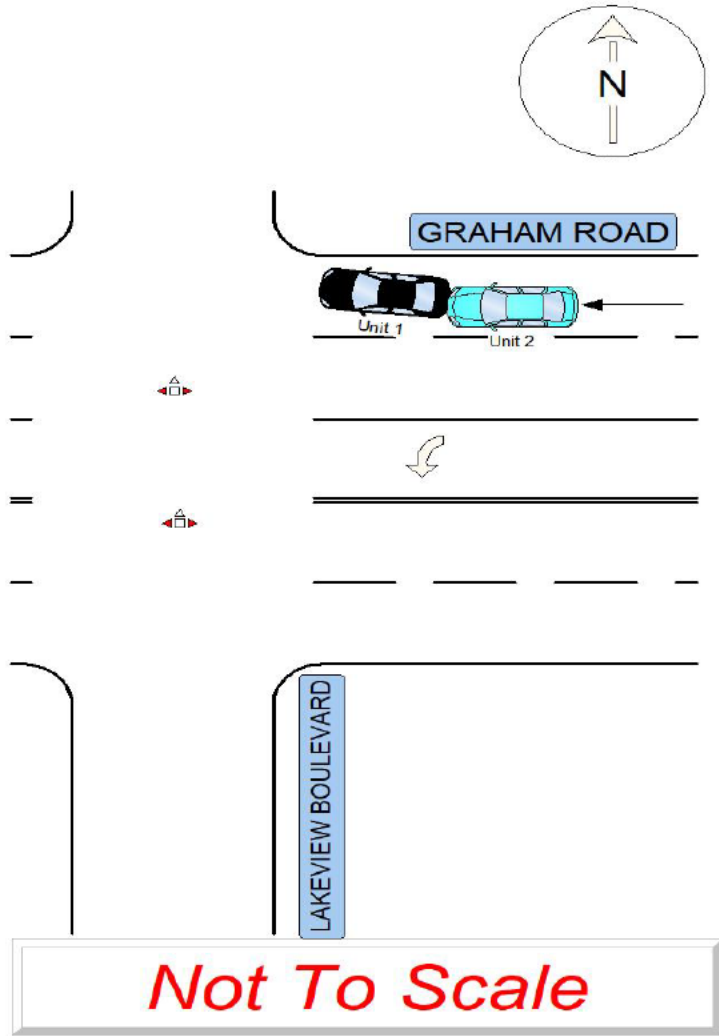 N
GRAHAM ROAD
Unit 1
Unit 2
LAKEVIEW BOULEVARD
Not To Scale